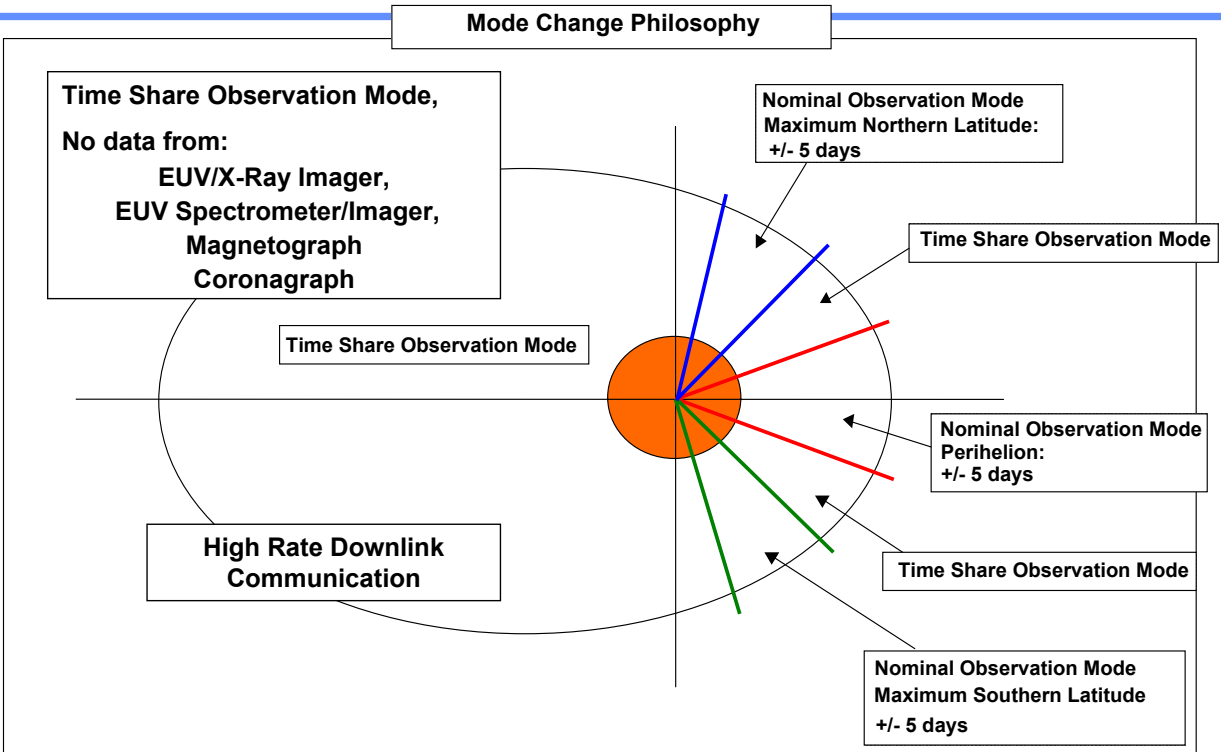 Mode Change Philosophy
Time Share Observation Mode,
No data from:
EUV/X-Ray Imager,
EUV Spectrometer/Imager,
Magnetograph
Coronagraph
Nominal Observation Mode
Maximum Northern Latitude:
+/- 5 days
Time Share Observation Mode
Time Share Observation Mode
Nominal Observation Mode
Perihelion:
+/- 5 days
High Rate Downlink
Communication
Time Share Observation Mode
Nominal Observation Mode
Maximum Southern Latitude
+/- 5 days